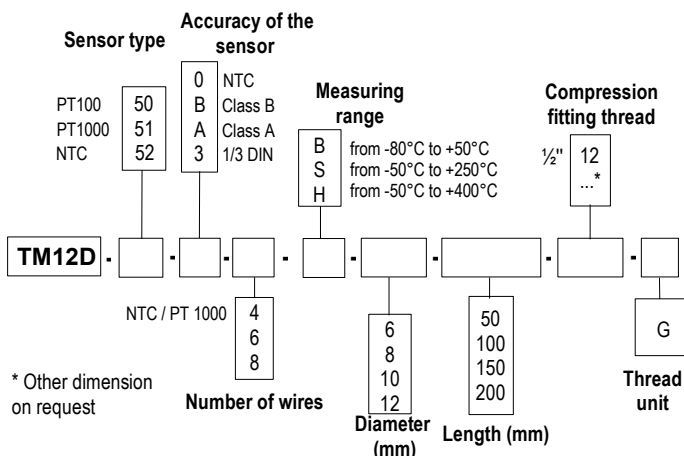 Sensor type
Accuracy of the
sensor
PT100 50
PT1000 51
NTC 52
0 NTC
B Class B
A Class A
3 1/3 DIN
Measuring
range
B from -80°C to +50°C
S from -50°C to +250°C
H from -50°C to +400°C
Compression
fitting thread
½" 12
...*
TM12D - - - - - - - -
NTC / PT 1000 4
6
8
Number of wires
6
8
10
12
Diameter
(mm)
50
100
150
200
Length (mm)
G
Thread
unit
* Other dimension
on request